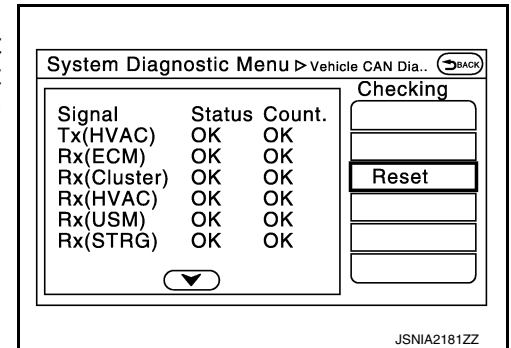 System Diagnostic Menu ▷ Vehicle CAN Dia.. BACK
Checking
Signal Status Count.
Tx(HVAC) OK OK
Rx(ECM) OK OK
Rx(Cluster) OK OK
Rx(HVAC) OK OK
Rx(USM) OK OK
Rx(STRG) OK OK
Reset
JSNIA2181ZZ